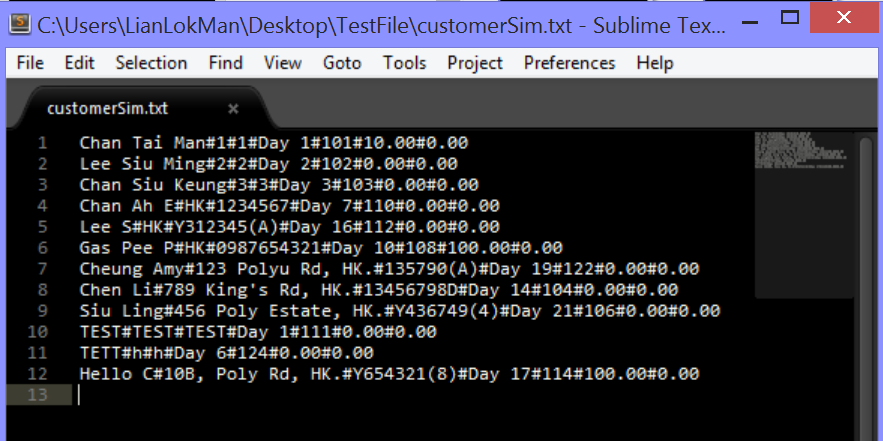 C:\Users\LianLokMan\Desktop\TestFile\customerSim.txt - Sublime Tex...
File Edit Selection Find View Goto Tools Project Preferences Help
customerSim.txt ×
1 Chan Tai Man#1#1#Day 1#101#10.00#0.00
2 Lee Siu Ming#2#2#Day 2#102#0.00#0.00
3 Chan Siu Keung#3#3#Day 3#103#0.00#0.00
4 Chan Ah E#HK#1234567#Day 7#110#0.00#0.00
5 Lee S#HK#Y312345(A)#Day 16#112#0.00#0.00
6 Gas Pee P#HK#0987654321#Day 10#108#100.00#0.00
7 Cheung Amy#123 Polyu Rd, HK.#135790(A)#Day 19#122#0.00#0.00
8 Chen Li#789 King's Rd, HK.#13456798D#Day 14#104#0.00#0.00
9 Siu Ling#456 Poly Estate, HK.#Y436749(4)#Day 21#106#0.00#0.00
10 TEST#TEST#TEST#Day 1#111#0.00#0.00
11 TETT#h#h#Day 6#124#0.00#0.00
12 Hello C#10B, Poly Rd, HK.#Y654321(8)#Day 17#114#100.00#0.00
13